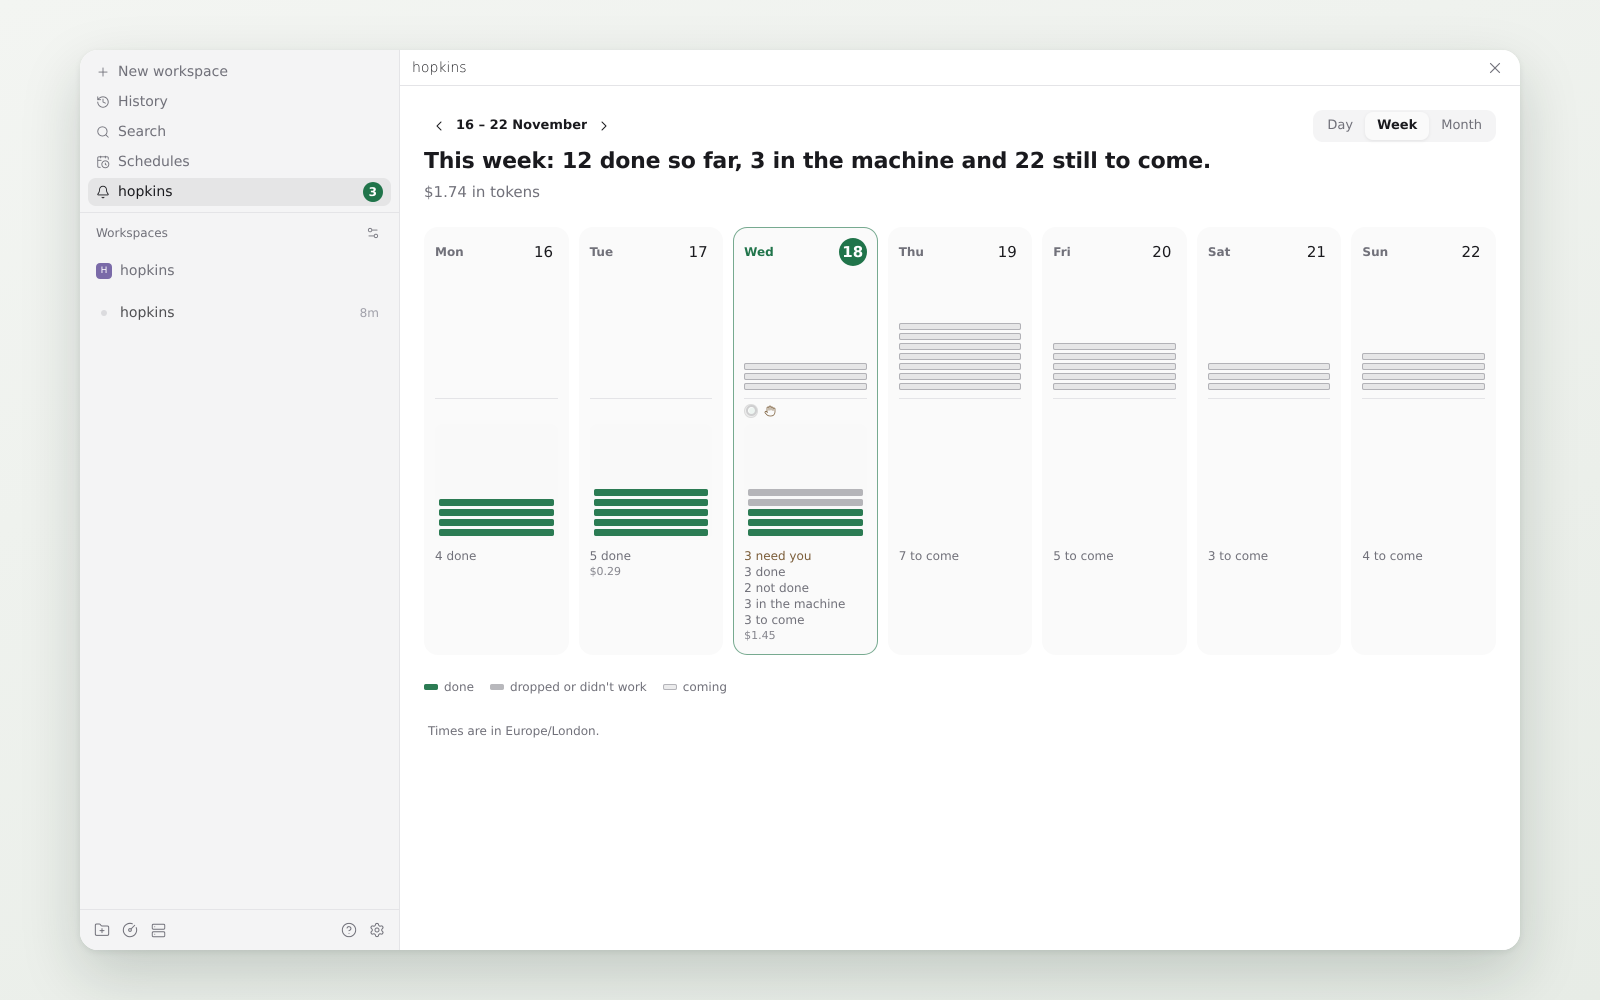 New workspace
History
Search
Schedules
hopkins 3
Workspaces
H hopkins
hopkins 8m
hopkins
16 – 22 November
Day Week Month
This week: 12 done so far, 3 in the machine and 22 still to come.
$1.74 in tokens
Mon 16
Tue 17
Wed 18
Thu 19
Fri 20
Sat 21
Sun 22
4 done
5 done
$0.29
3 need you
3 done
2 not done
3 in the machine
3 to come
$1.45
7 to come
5 to come
3 to come
4 to come
done
dropped or didn't work
coming
Times are in Europe/London.